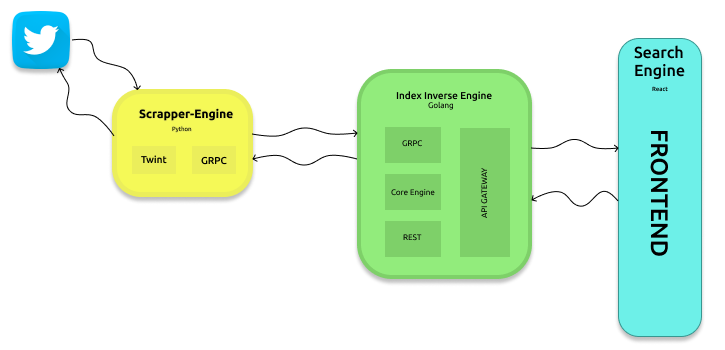 Scrapper-Engine
Python
Twint
GRPC
Index Inverse Engine
Golang
GRPC
Core Engine
REST
API GATEWAY
Search
Engine
React
FRONTEND